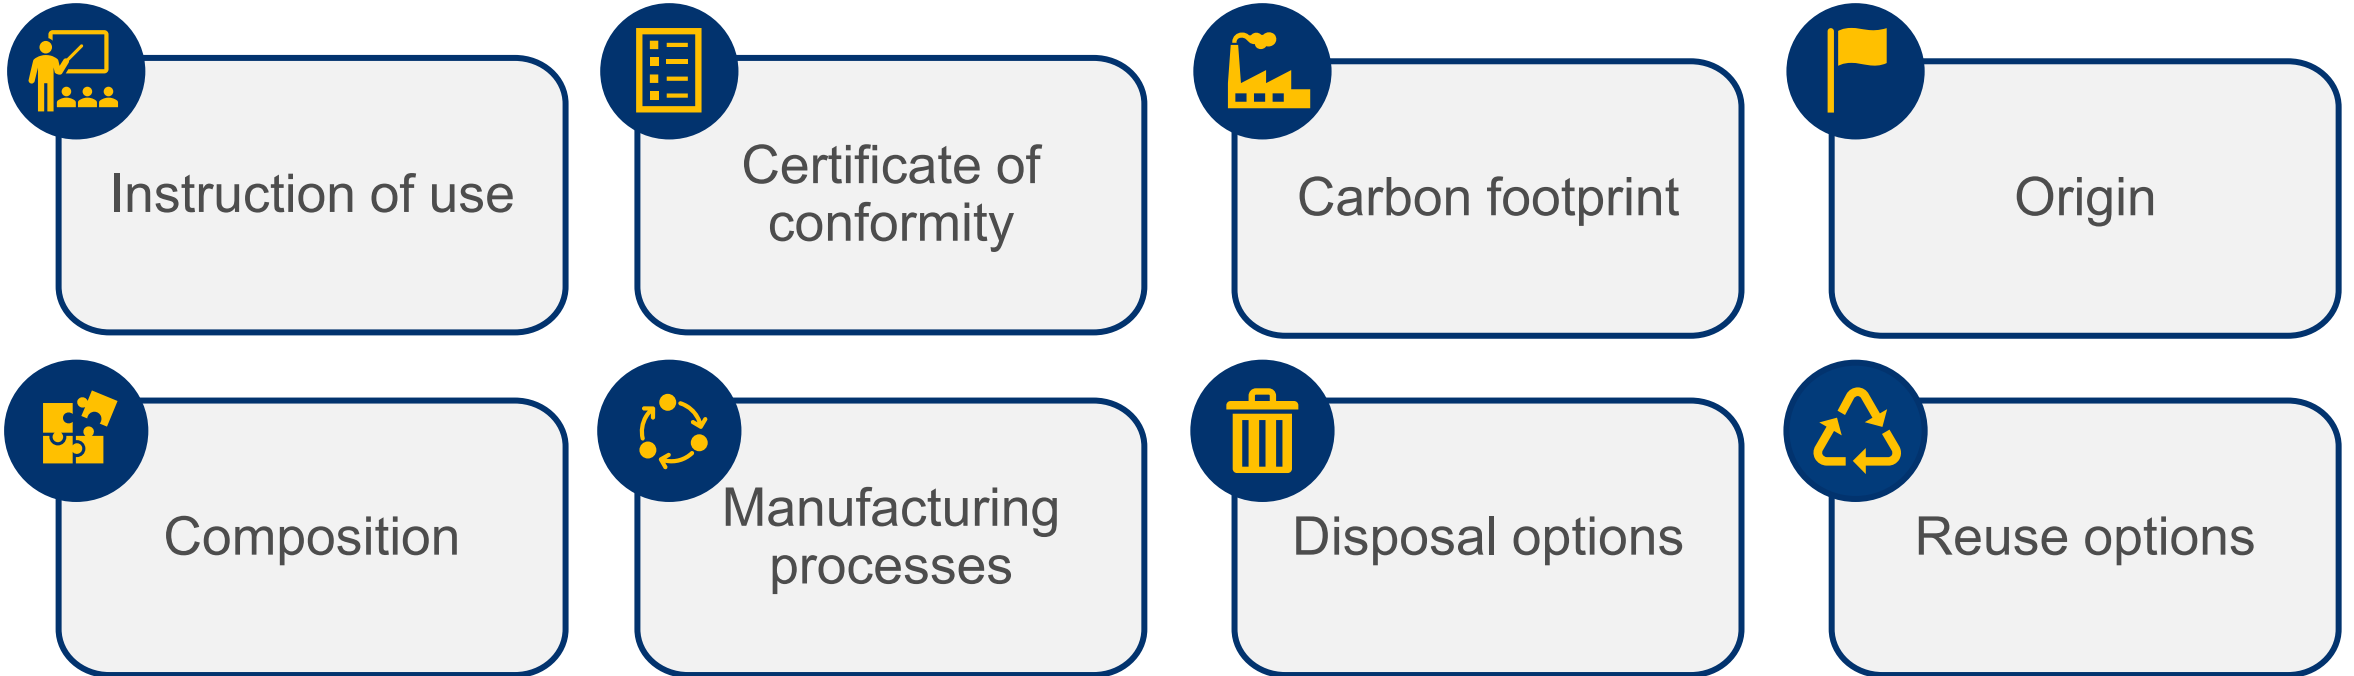 Instruction of use
Certificate of
conformity
Carbon footprint
Origin
Composition
Manufacturing
processes
Disposal options
Reuse options